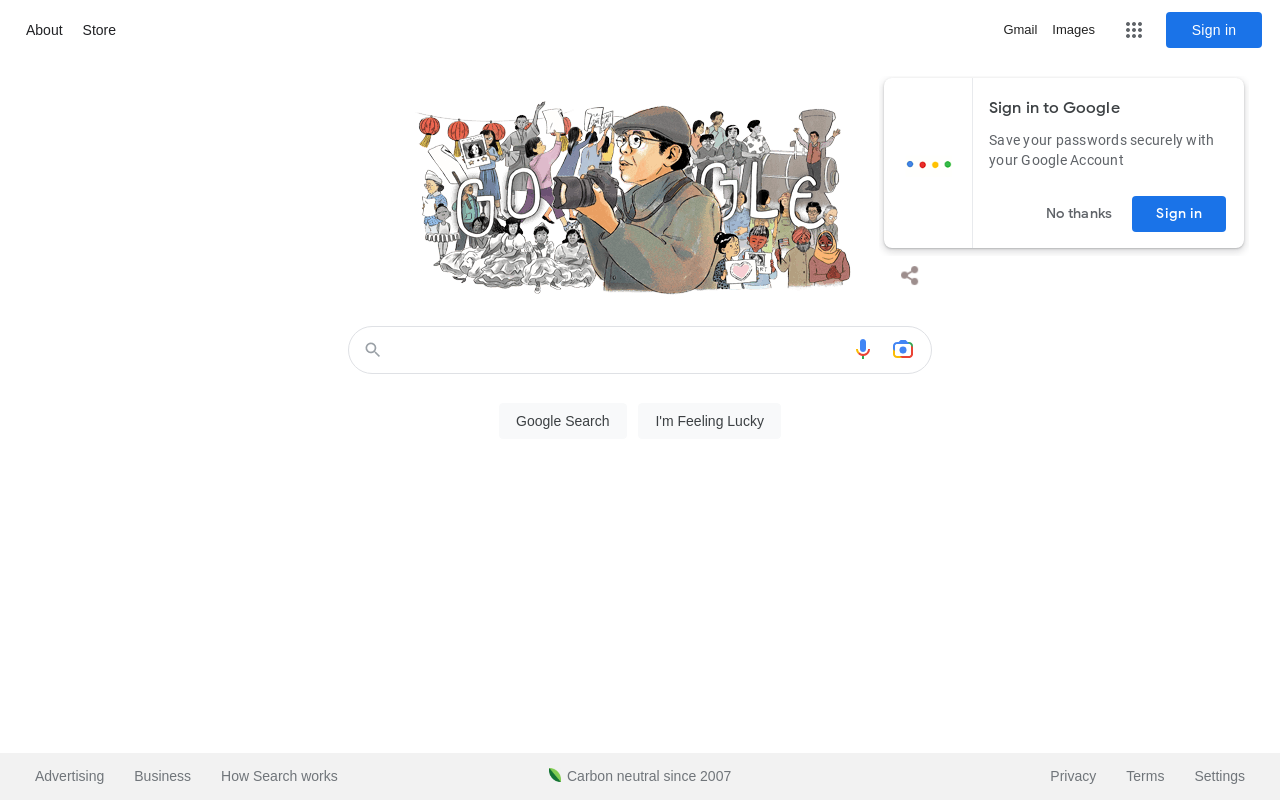 About
Store
Gmail
Images
Sign in
Sign in to Google
Save your passwords securely with
your Google Account
No thanks
Sign in
GOOGLE
Google Search
I'm Feeling Lucky
Advertising
Business
How Search works
Carbon neutral since 2007
Privacy
Terms
Settings